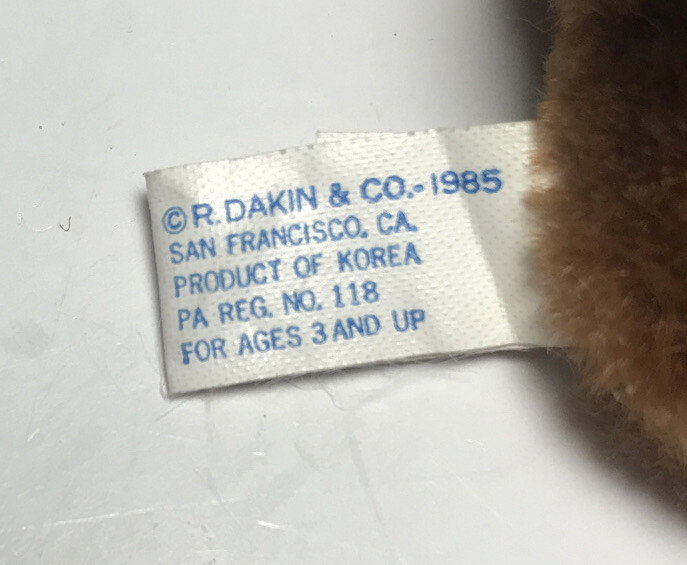 ©R. DAKIN & CO.-1985
SAN FRANCISCO, CA.
PRODUCT OF KOREA
PA REG. NO. 118
FOR AGES 3 AND UP